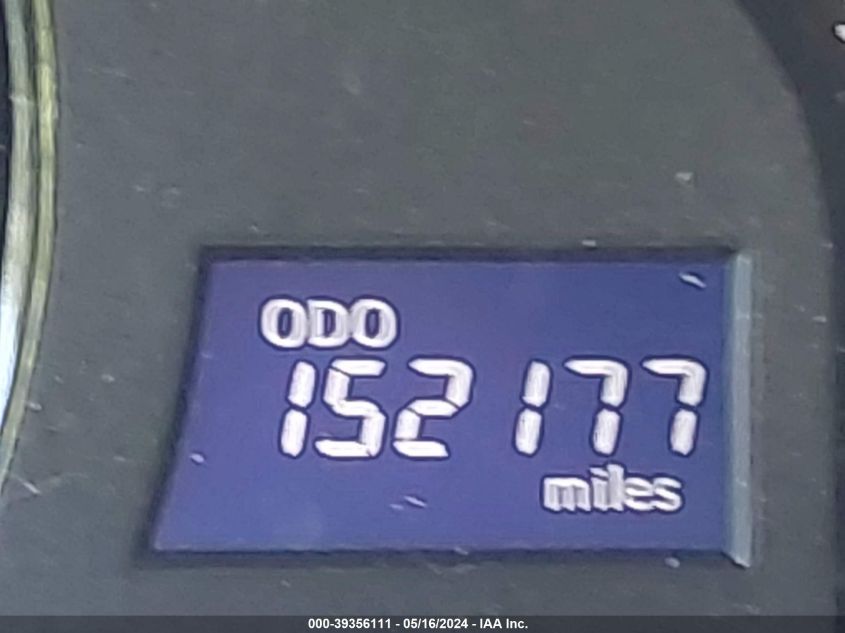 ODO
152177
miles
000-39356111 - 05/16/2024 - IAA Inc.